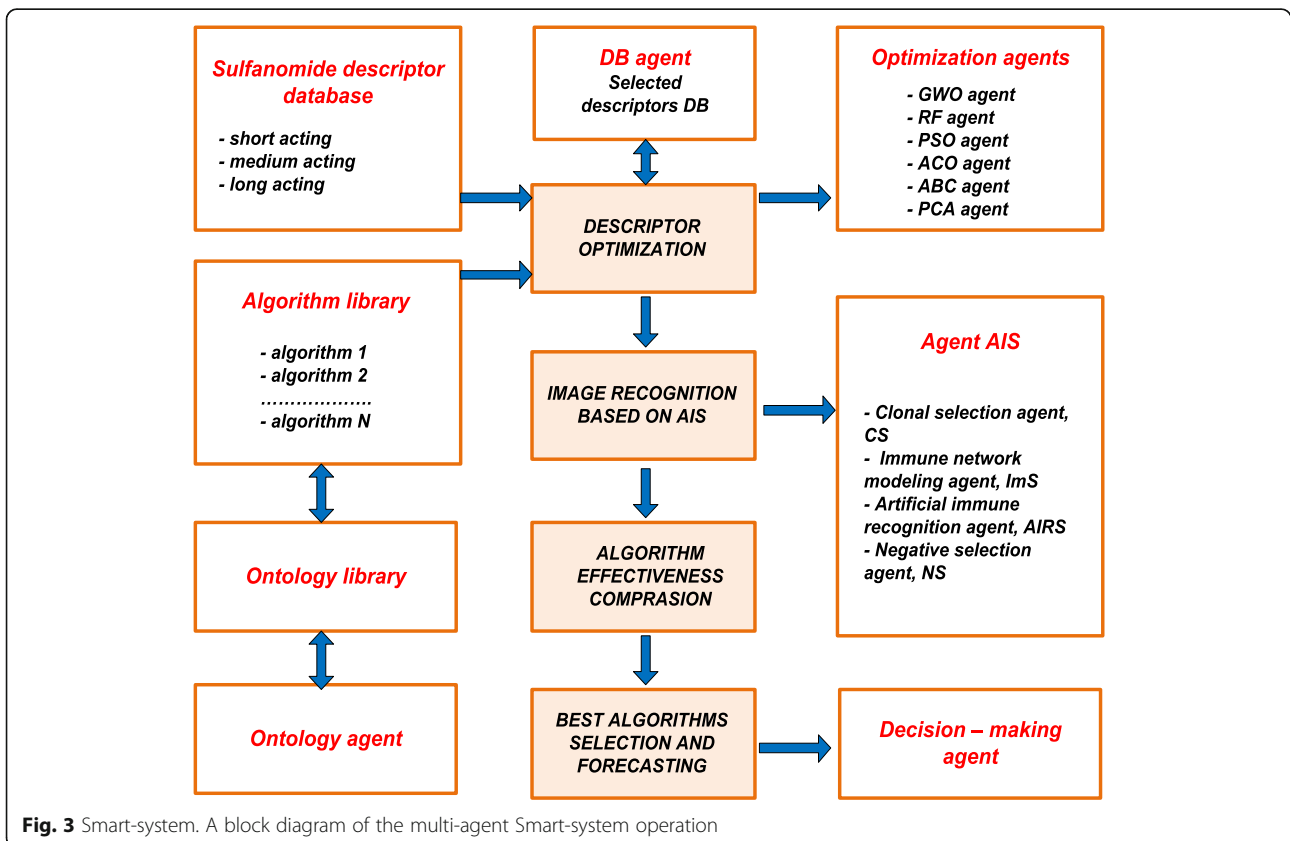 Sulfanomide descriptor
database
- short acting
- medium acting
- long acting
DB agent
Selected
descriptors DB
Optimization agents
- GWO agent
- RF agent
- PSO agent
- ACO agent
- ABC agent
- PCA agent
DESCRIPTOR
OPTIMIZATION
Algorithm library
- algorithm 1
- algorithm 2
...................
- algorithm N
IMAGE RECOGNITION
BASED ON AIS
Agent AIS
- Clonal selection agent,
CS
- Immune network
modeling agent, ImS
- Artificial immune
recognition agent, AIRS
- Negative selection
agent, NS
Ontology library
ALGORITHM
EFFECTIVENESS
COMPRASION
Ontology agent
BEST ALGORITHMS
SELECTION AND
FORECASTING
Decision – making
agent
Fig. 3 Smart-system. A block diagram of the multi-agent Smart-system operation